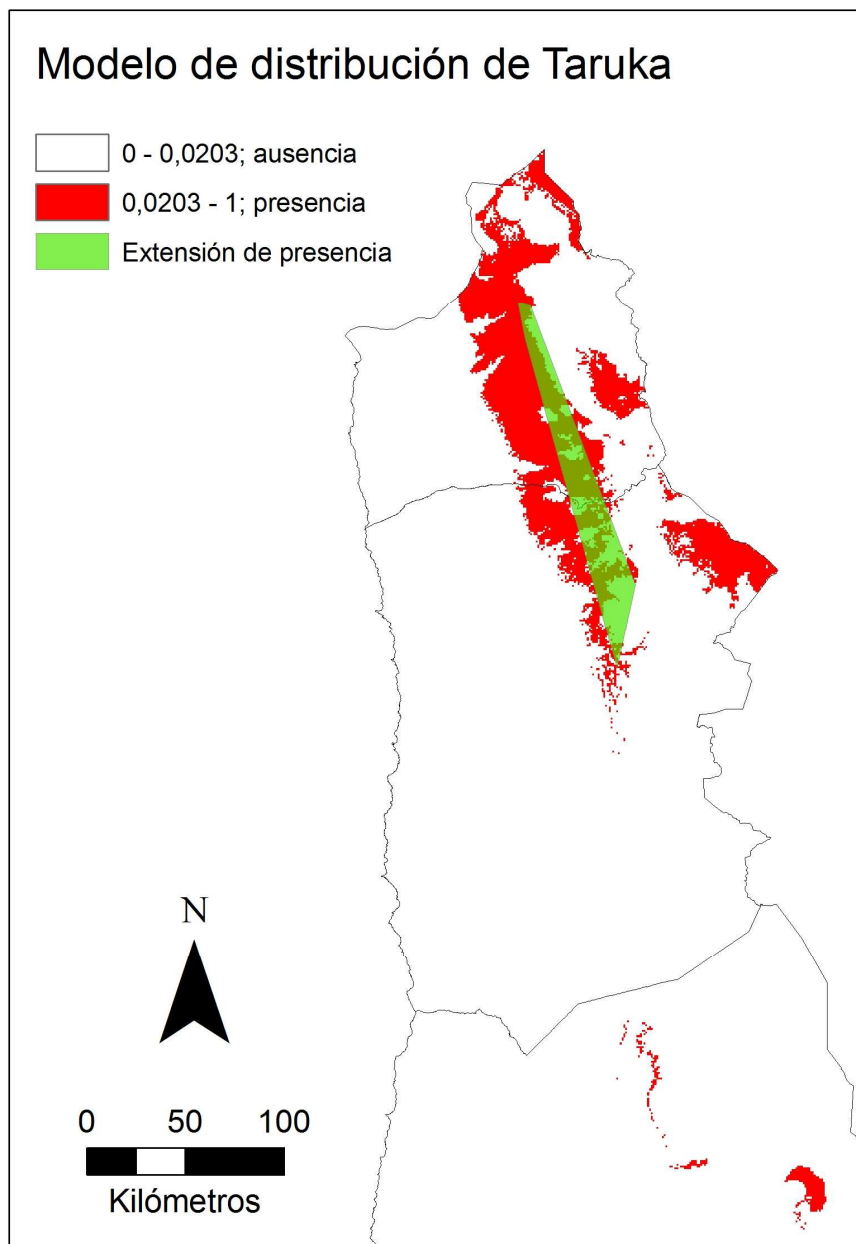 Modelo de distribución de Taruka
0 - 0,0203; ausencia
0,0203 - 1; presencia
Extensión de presencia
N
0 50 100
Kilómetros